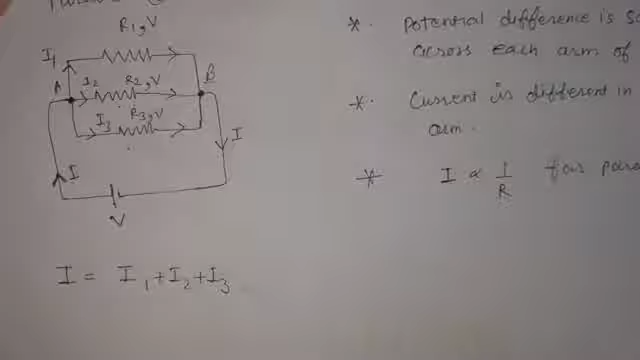 R₁,V
I₁
A I₂ R₂,V B
I₃ R₃,V
I I
V
I = I₁+I₂+I₃
*. Potential difference is
across each arm of
*. Current is different in
arm.
* I ∝ 1/R for